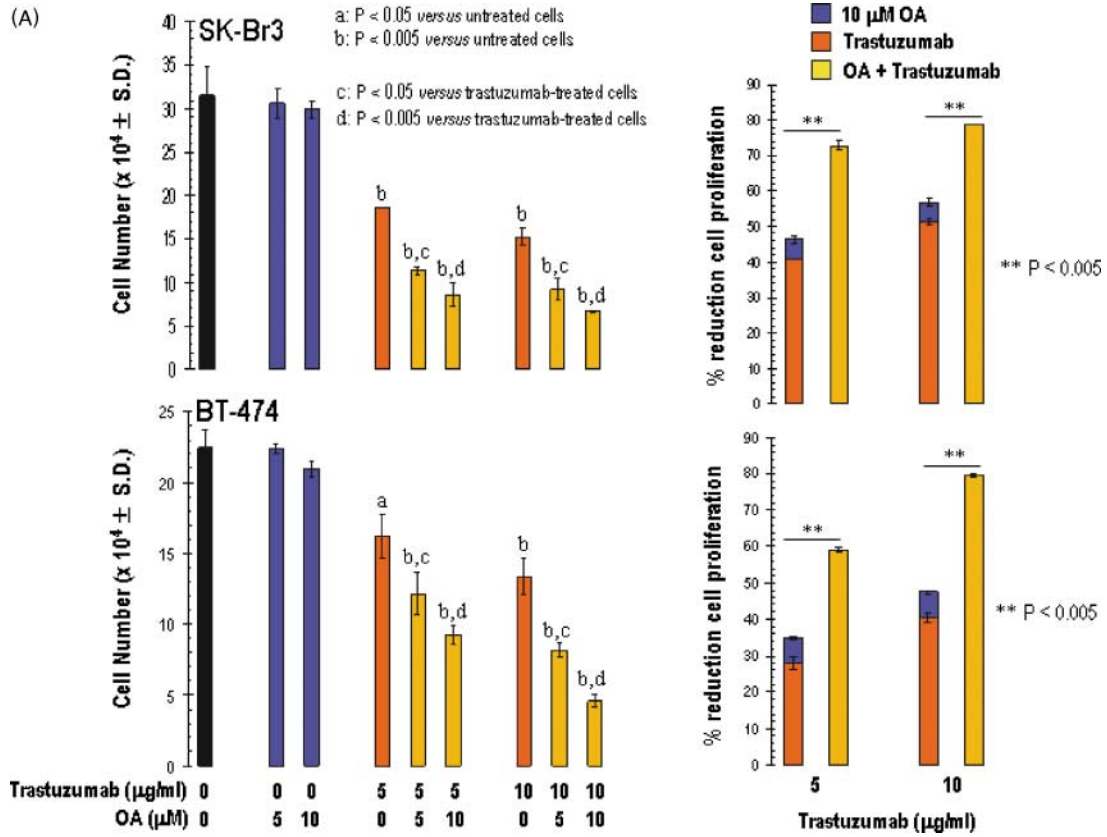 (A)
SK-Br3
a: P < 0.05 versus untreated cells
b: P < 0.005 versus untreated cells
c: P < 0.05 versus trastuzumab-treated cells
d: P < 0.005 versus trastuzumab-treated cells
Cell Number (x 10⁴ ± S.D.)
40
35
30
25
20
15
10
5
0
b
b,c
b,d
b
b,c
b,d
10 µM OA
Trastuzumab
OA + Trastuzumab
% reduction cell proliferation
90
80
70
60
50
40
30
20
10
0
**
**
** P < 0.005
BT-474
Cell Number (x 10⁴ ± S.D.)
25
20
15
10
5
0
a
b,c
b,d
b
b,c
b,d
Trastuzumab (µg/ml) 0 0 0 5 5 5 10 10 10
OA (µM) 0 5 10 0 5 10 0 5 10
% reduction cell proliferation
90
80
70
60
50
40
30
20
10
0
**
**
** P < 0.005
5 10
Trastuzumab (µg/ml)